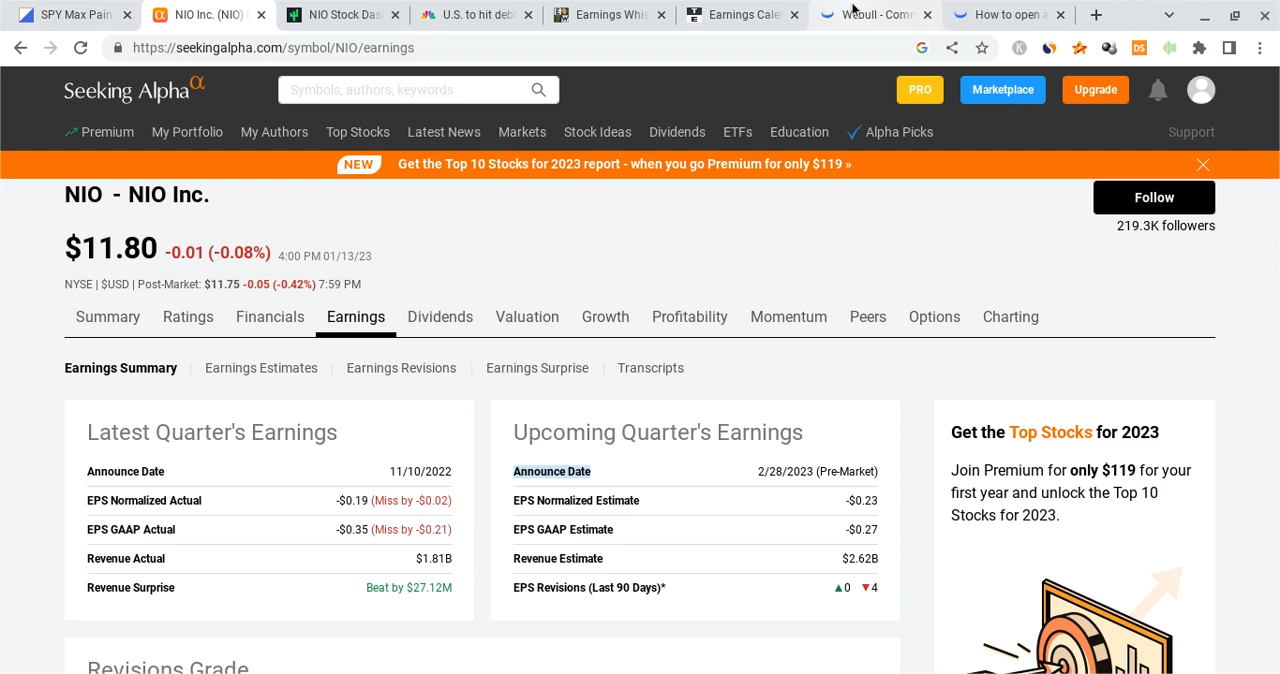 SPY Max Pain
NIO Inc. (NIO)
NIO Stock Das
U.S. to hit deb
Earnings Whis
Earnings Cale
Webull - Comm
How to open a
https://seekingalpha.com/symbol/NIO/earnings
Seeking Alpha α
Symbols, authors, keywords
PRO
Marketplace
Upgrade
Premium
My Portfolio
My Authors
Top Stocks
Latest News
Markets
Stock Ideas
Dividends
ETFs
Education
Alpha Picks
Support
NEW
Get the Top 10 Stocks for 2023 report - when you go Premium for only $119 »
NIO - NIO Inc.
Follow
219.3K followers
$11.80 -0.01 (-0.08%) 4:00 PM 01/13/23
NYSE | $USD | Post-Market: $11.75 -0.05 (-0.42%) 7:59 PM
Summary
Ratings
Financials
Earnings
Dividends
Valuation
Growth
Profitability
Momentum
Peers
Options
Charting
Earnings Summary
Earnings Estimates
Earnings Revisions
Earnings Surprise
Transcripts
Latest Quarter's Earnings
Announce Date 11/10/2022
EPS Normalized Actual -$0.19 (Miss by -$0.02)
EPS GAAP Actual -$0.35 (Miss by -$0.21)
Revenue Actual $1.81B
Revenue Surprise Beat by $27.12M
Upcoming Quarter's Earnings
Announce Date 2/28/2023 (Pre-Market)
EPS Normalized Estimate -$0.23
EPS GAAP Estimate -$0.27
Revenue Estimate $2.62B
EPS Revisions (Last 90 Days)* ▲0 ▼4
Get the Top Stocks for 2023
Join Premium for only $119 for your
first year and unlock the Top 10
Stocks for 2023.
Revisions Grade